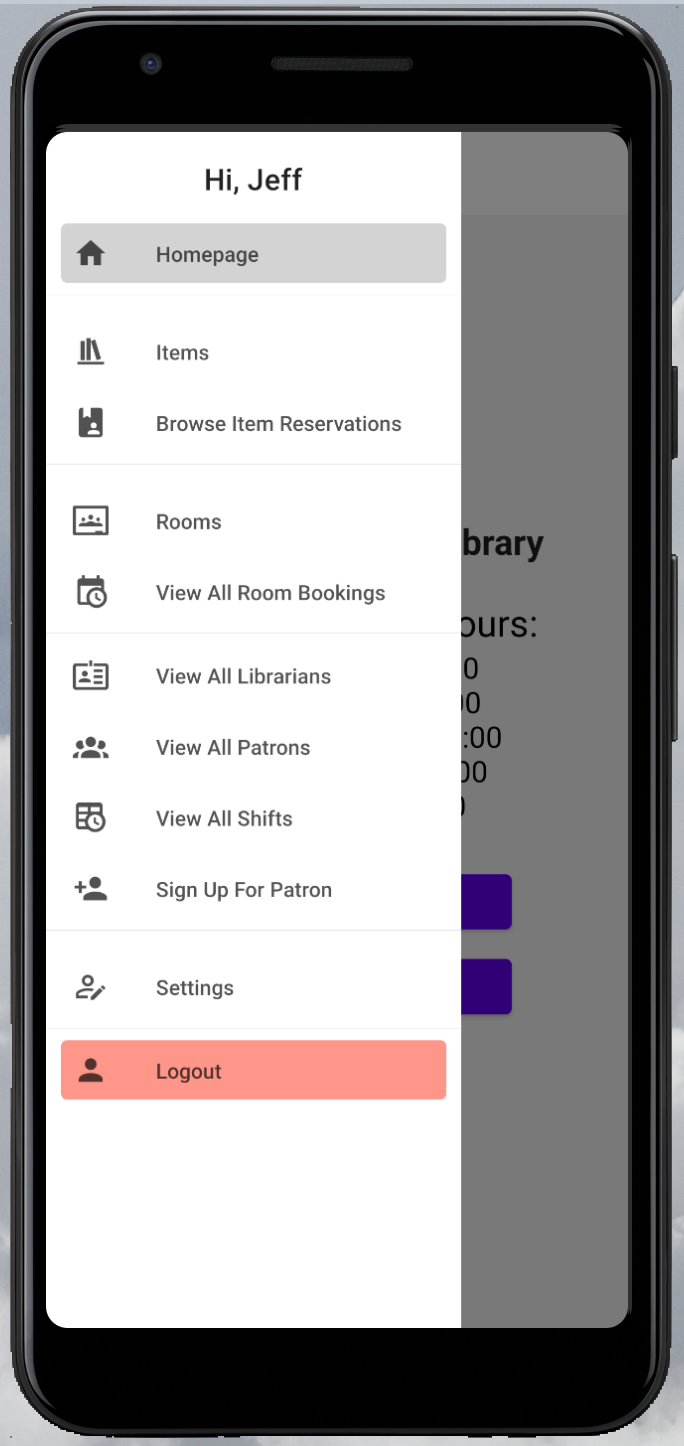 Hi, Jeff
Homepage
Items
Browse Item Reservations
Rooms
View All Room Bookings
View All Librarians
View All Patrons
View All Shifts
Sign Up For Patron
Settings
Logout
brary
ours:
0
00
:00
00